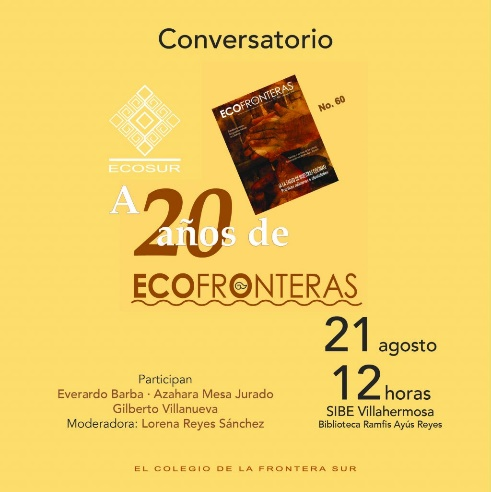 Conversatorio
ECOFRONTERAS
No. 60
ECOSUR
A 20
años de
ECOFRONTERAS
21 agosto
12 horas
SIBE Villahermosa
Biblioteca Ramfis Ayús Reyes
Participan
Everardo Barba · Azahara Mesa Jurado
Gilberto Villanueva
Moderadora: Lorena Reyes Sánchez
EL COLEGIO DE LA FRONTERA SUR